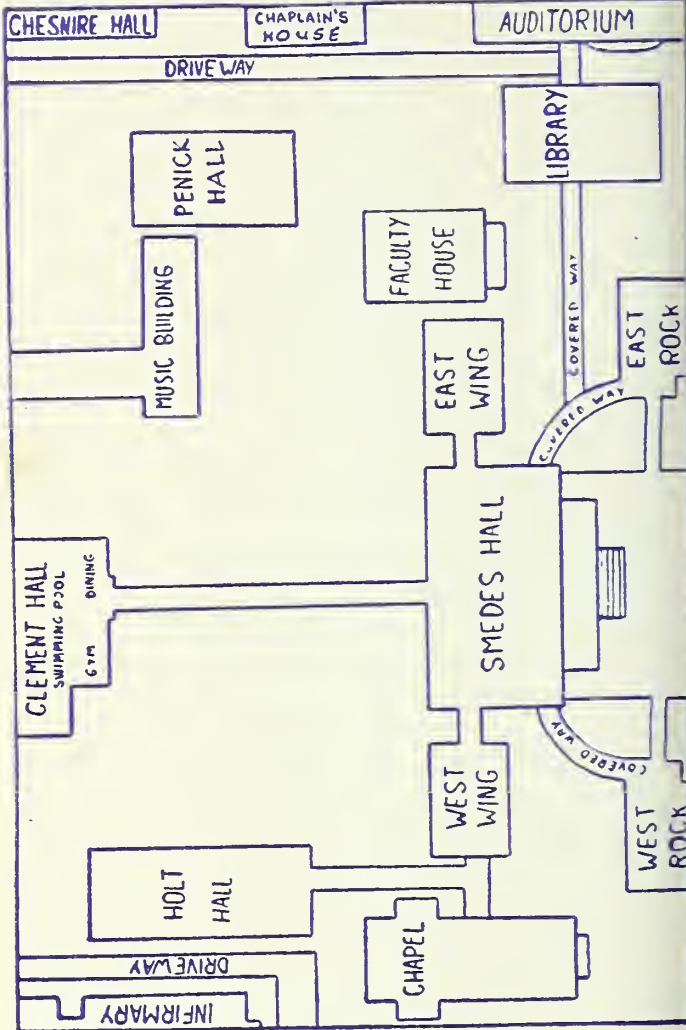 CHESHIRE HALL
CHAPLAIN'S
HOUSE
AUDITORIUM
DRIVEWAY
PENICK
HALL
LIBRARY
FACULTY
HOUSE
MUSIC BUILDING
COVERED WAY
EAST
WING
EAST
ROCK
COVERED WAY
CLEMENT HALL
SWIMMING POOL
GYM
DINING
SMEDES HALL
COVERED WAY
WEST
WING
WEST
ROCK
HOLT
HALL
CHAPEL
DRIVEWAY
INFIRMARY